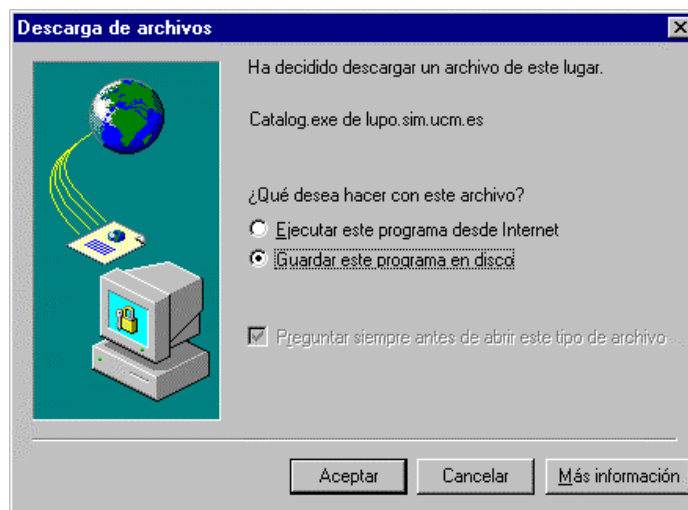 Descarga de archivos
Ha decidido descargar un archivo de este lugar.
Catalog.exe de lupo.sim.ucm.es
¿Qué desea hacer con este archivo?
Ejecutar este programa desde Internet
Guardar este programa en disco
Preguntar siempre antes de abrir este tipo de archivo
Aceptar Cancelar Más información